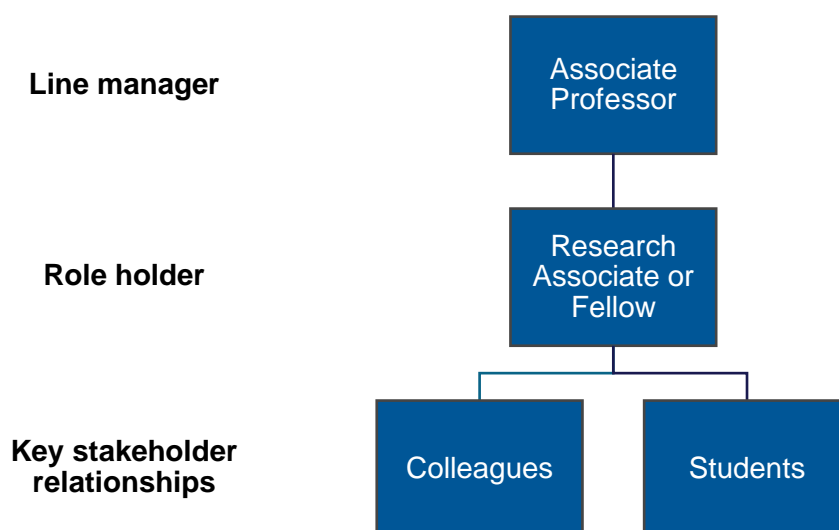 Line manager
Associate
Professor
Role holder
Research
Associate or
Fellow
Key stakeholder
relationships
Colleagues
Students